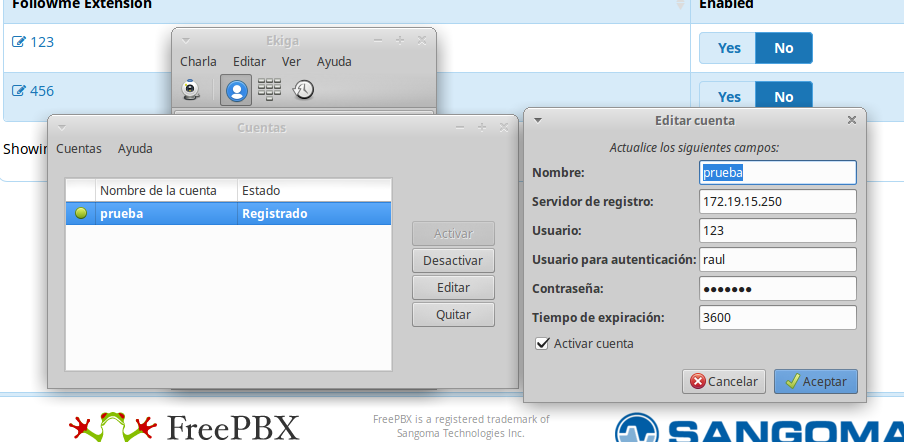 Followme Extension
Enabled
123
Yes
No
456
Yes
No
Showin
Ekiga
Charla
Editar
Ver
Ayuda
Cuentas
Cuentas
Ayuda
Nombre de la cuenta
Estado
prueba
Registrado
Activar
Desactivar
Editar
Quitar
Editar cuenta
Actualice los siguientes campos:
Nombre:
prueba
Servidor de registro:
172.19.15.250
Usuario:
123
Usuario para autenticación:
raul
Contraseña:
•••••••
Tiempo de expiración:
3600
Activar cuenta
Cancelar
Aceptar
FreePBX
FreePBX is a registered trademark of
Sangoma Technologies Inc.
SANGOMA